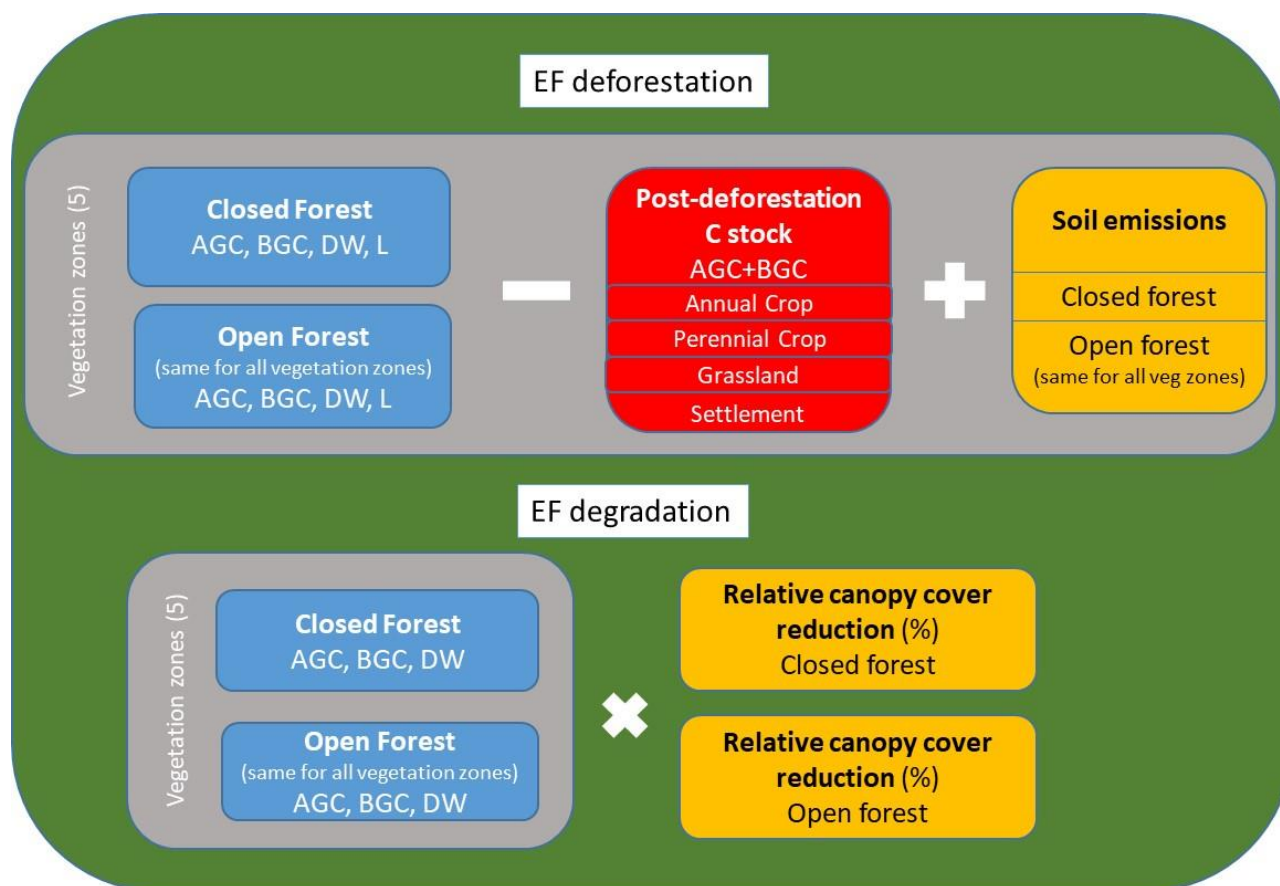 EF deforestation
Vegetation zones (5)
Closed Forest
AGC, BGC, DW, L
Open Forest
(same for all vegetation zones)
AGC, BGC, DW, L
Post-deforestation
C stock
AGC+BGC
Annual Crop
Perennial Crop
Grassland
Settlement
Soil emissions
Closed forest
Open forest
(same for all veg zones)
EF degradation
Vegetation zones (5)
Closed Forest
AGC, BGC, DW
Open Forest
(same for all vegetation zones)
AGC, BGC, DW
Relative canopy cover
reduction (%)
Closed forest
Relative canopy cover
reduction (%)
Open forest